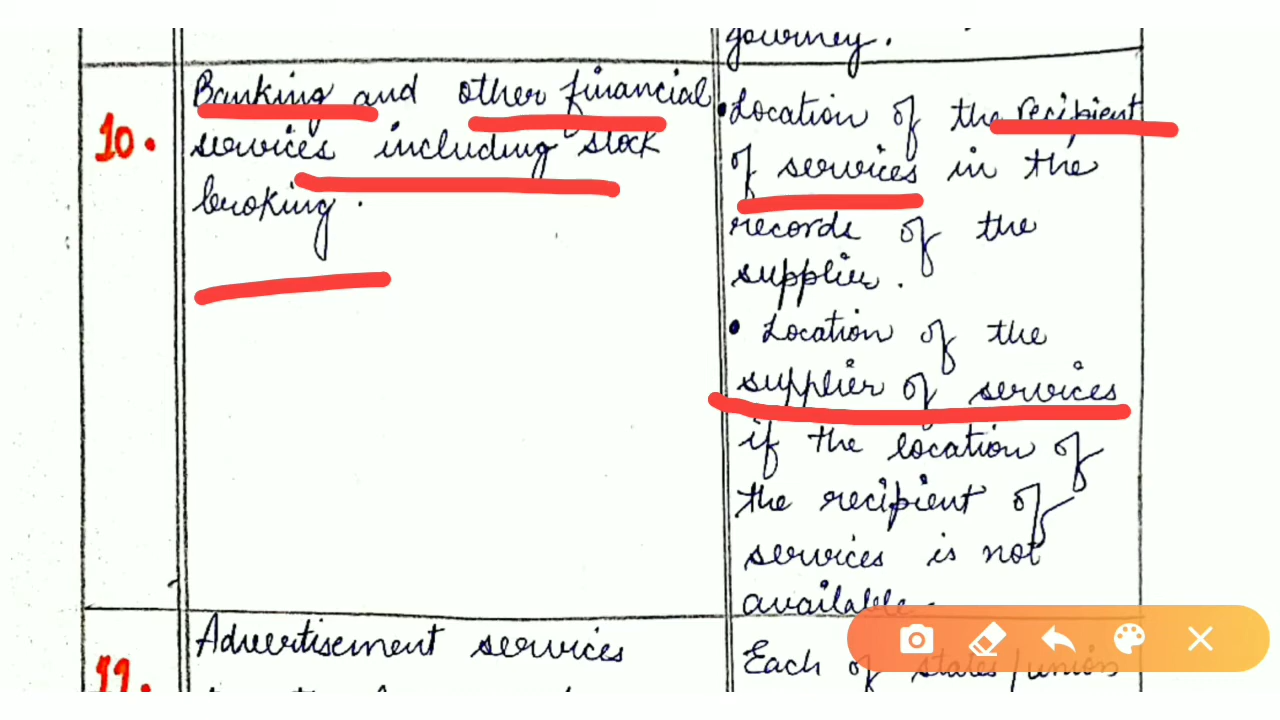 journey.
10.
Banking and other financial
services including stock
broking.
• Location of the recipient
of services in the
records of the
supplier.
• Location of the
supplier of services
if the location of
the recipient of
services is not
available.
11.
Advertisement services
Each of states/union